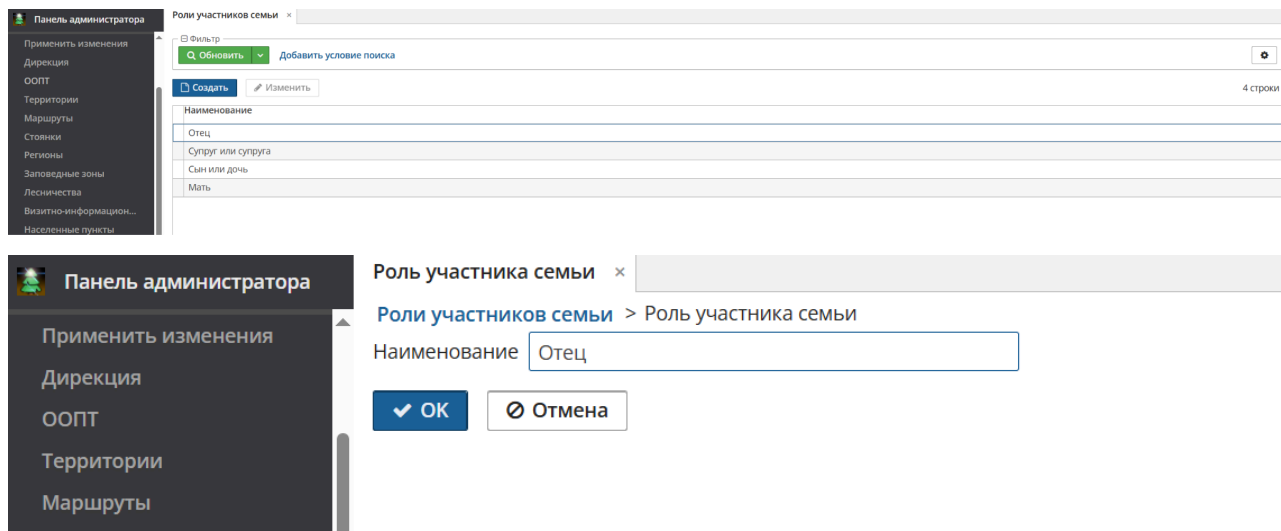 Панель администратора
Применить изменения
Дирекция
ООПТ
Территории
Маршруты
Стоянки
Регионы
Заповедные зоны
Лесничества
Визитно-информацион...
Населенные пункты
Роли участников семьи ×
Фильтр
Обновить
Добавить условие поиска
Создать
Изменить
4 строки
Наименование
Отец
Супруг или супруга
Сын или дочь
Мать
Панель администратора
Применить изменения
Дирекция
ООПТ
Территории
Маршруты
Роль участника семьи ×
Роли участников семьи > Роль участника семьи
Наименование Отец
OK Отмена